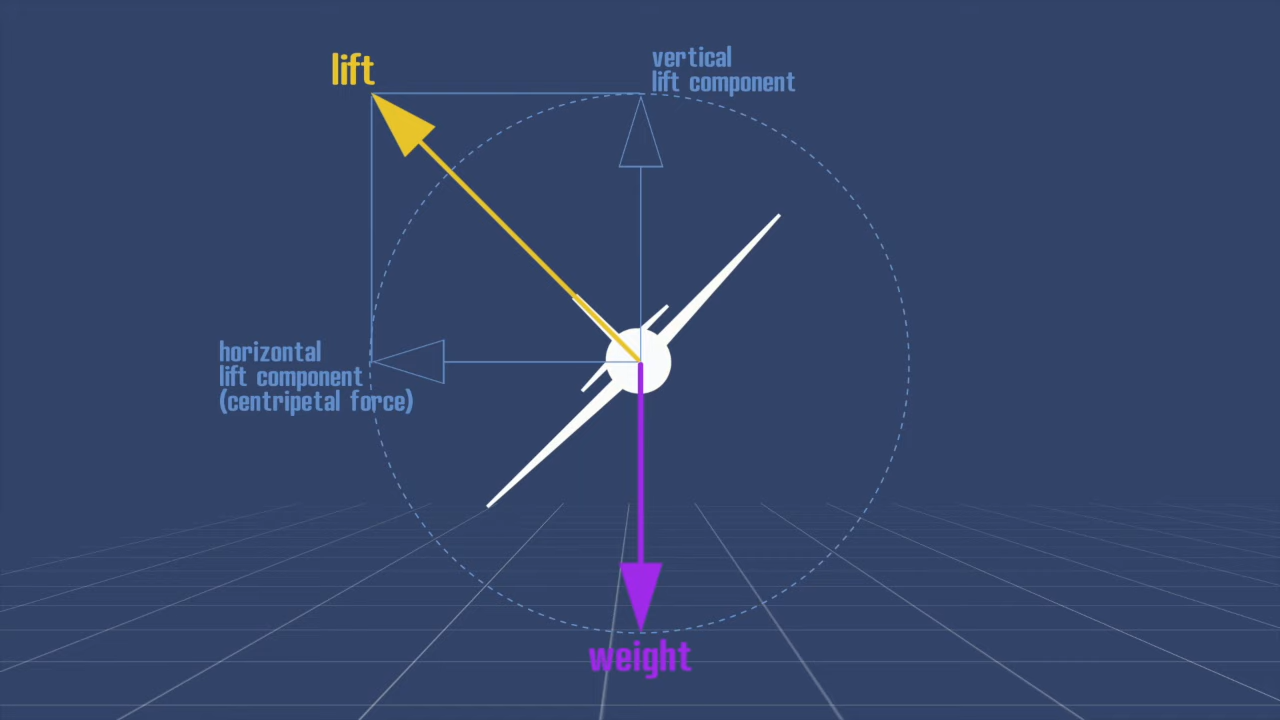 lift
vertical
lift component
horizontal
lift component
(centripetal force)
weight